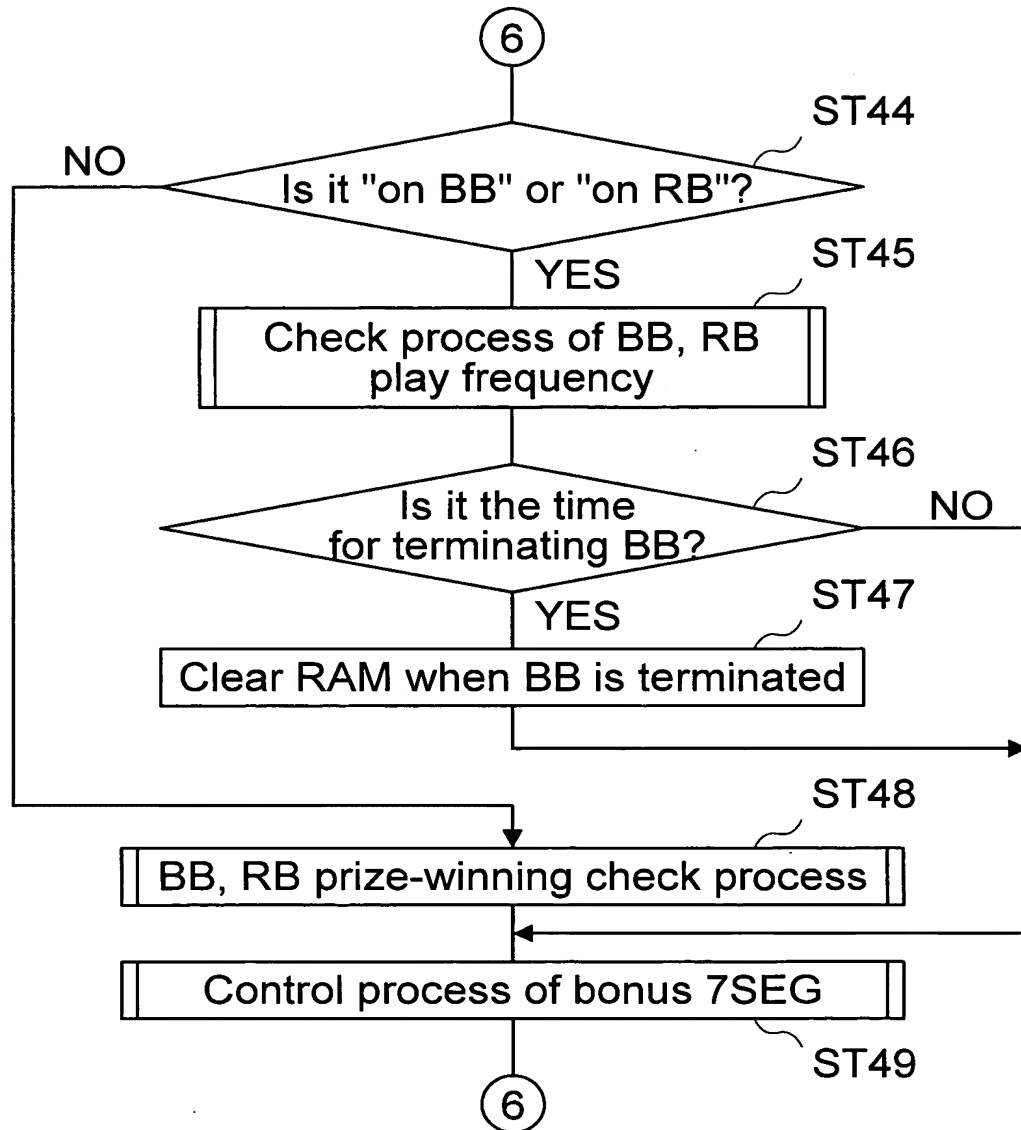 6
ST44
NO
Is it "on BB" or "on RB"?
YES
ST45
Check process of BB, RB
play frequency
ST46
Is it the time
for terminating BB?
NO
YES
ST47
Clear RAM when BB is terminated
ST48
BB, RB prize-winning check process
Control process of bonus 7SEG
ST49
6